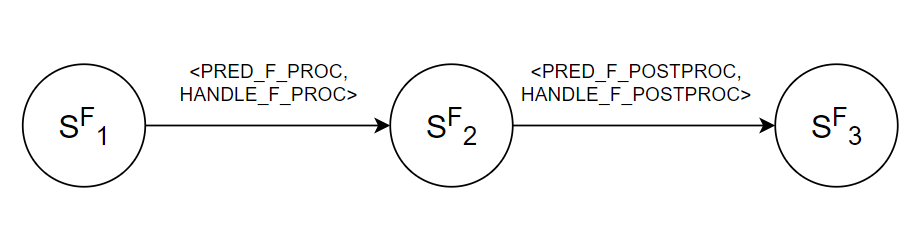 <PRED_F_PROC,
HANDLE_F_PROC>
<PRED_F_POSTPROC,
HANDLE_F_POSTPROC>
S^F_1
S^F_2
S^F_3